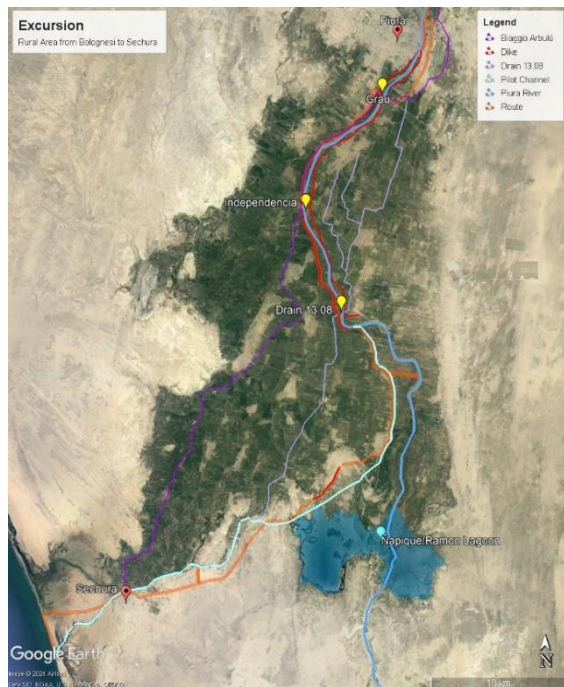 Excursion
Rural Area from Bolognesi to Sechura
Piura
Legend
Biaggio Arbulú
Dike
Drain 13.08
Pilot Channel
Piura River
Route
Grau
Independencia
Drain 13.08
Napique/Ramon Lagoon
Sechura
Google Earth
N
10 km